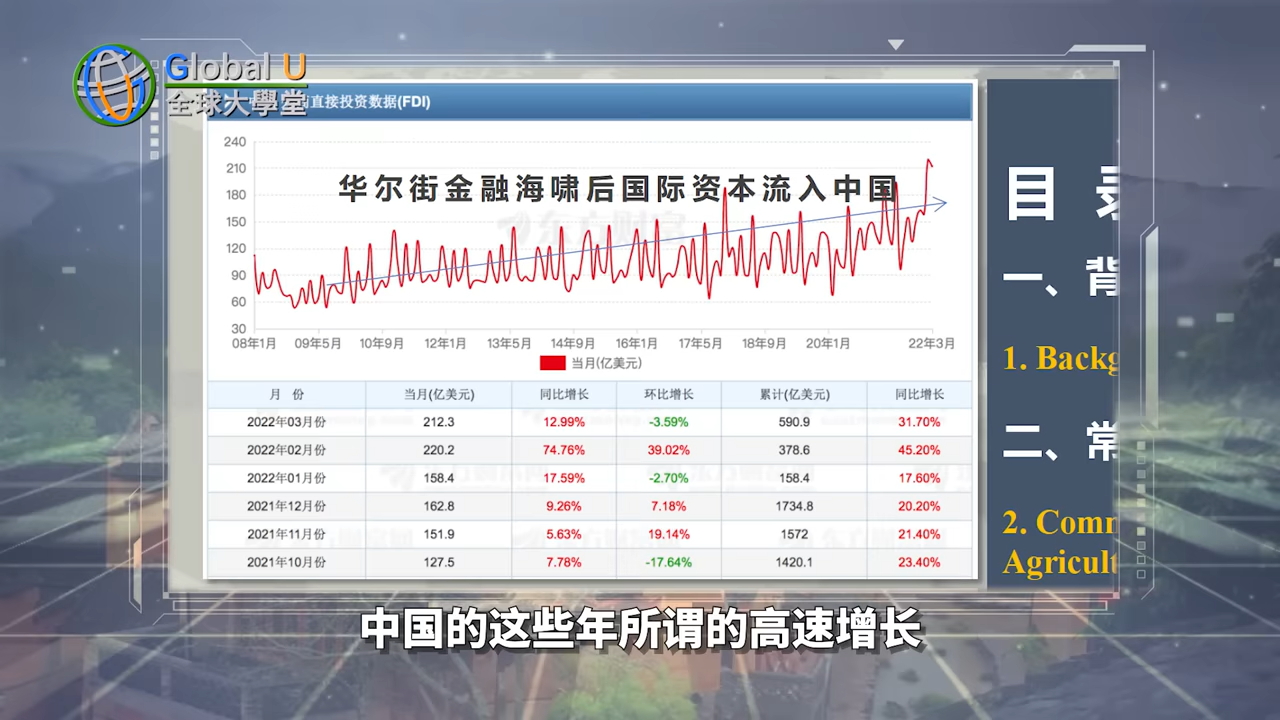 Global U
全球大學堂
直接投资数据(FDI)
华尔街金融海啸后国际资本流入中国
240
210
180
150
120
90
60
30
08年1月 09年5月 10年9月 12年1月 13年5月 14年9月 16年1月 17年5月 18年9月 20年1月 22年3月
当月(亿美元)
月 份 当月(亿美元) 同比增长 环比增长 累计(亿美元) 同比增长
2022年03月份 212.3 12.99% -3.59% 590.9 31.70%
2022年02月份 220.2 74.76% 39.02% 378.6 45.20%
2022年01月份 158.4 17.59% -2.70% 158.4 17.60%
2021年12月份 162.8 9.26% 7.18% 1734.8 20.20%
2021年11月份 151.9 5.63% 19.14% 1572 21.40%
2021年10月份 127.5 7.78% -17.64% 1420.1 23.40%
目
一、背
1. Backg
二、常
2. Comm
Agricult
中国的这些年所谓的高速增长